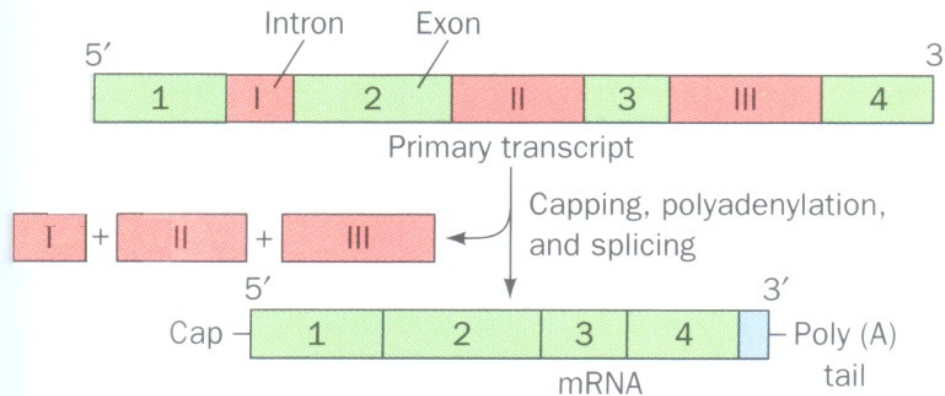 Intron Exon
5′ 3
1 I 2 II 3 III 4
Primary transcript
Capping, polyadenylation,
and splicing
I + II + III
5′ 3′
Cap 1 2 3 4 Poly (A)
tail
mRNA